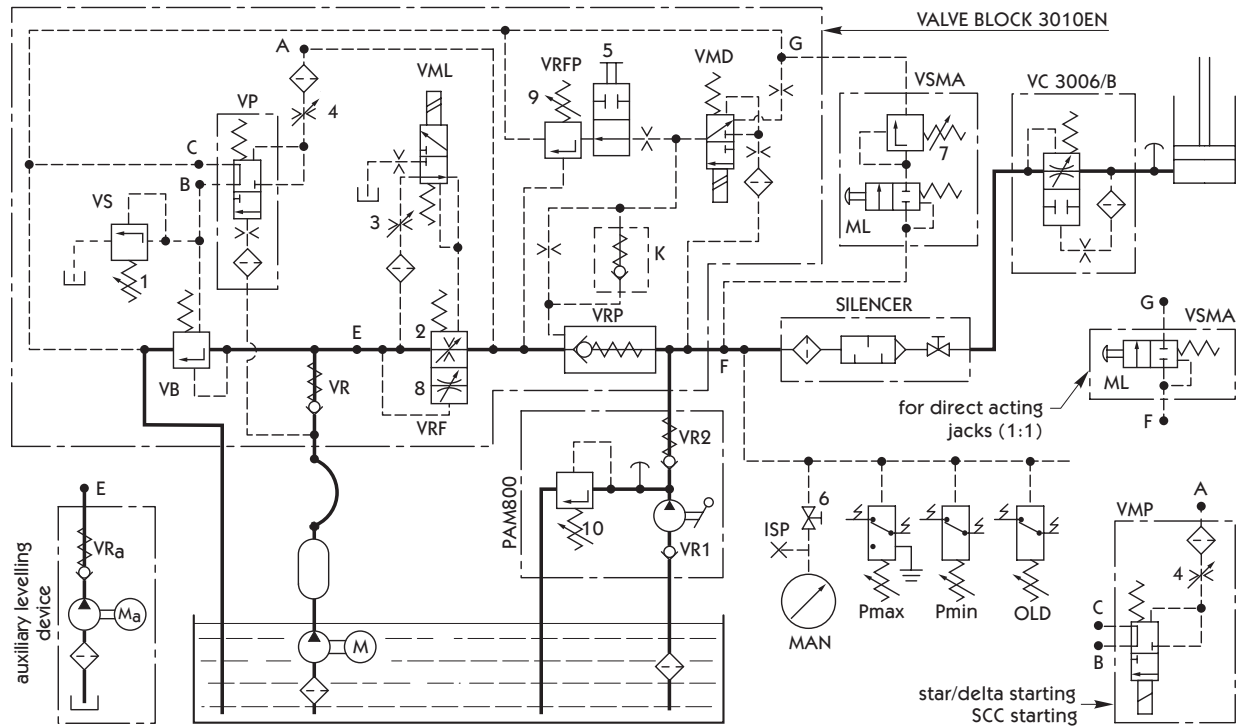 VALVE BLOCK 3010EN
A
VML
VRFP
5
VMD
G
VC 3006/B
VSMA
VP
9
4
C
7
B
VS
3
ML
K
1
SILENCER
G
VSMA
2
VRP
E
F
ML
VB
VR
8
for direct acting
jacks (1:1)
F
VRF
VR2
E
A
6
VMP
PAM800
ISP
10
VRa
VR1
4
auxiliary levelling
device
Ma
Pmax
Pmin
OLD
C
M
MAN
B
star/delta starting
SCC starting